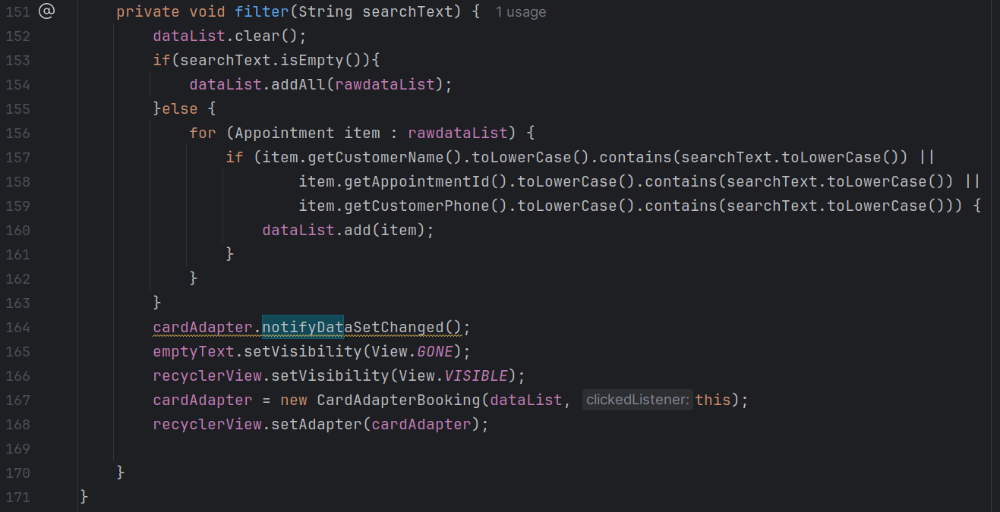 151 @ private void filter(String searchText) { 1 usage
152 dataList.clear();
153 if(searchText.isEmpty()){
154 dataList.addAll(rawdataList);
155 }else {
156 for (Appointment item : rawdataList) {
157 if (item.getCustomerName().toLowerCase().contains(searchText.toLowerCase()) ||
158 item.getAppointmentId().toLowerCase().contains(searchText.toLowerCase()) ||
159 item.getCustomerPhone().toLowerCase().contains(searchText.toLowerCase())) {
160 dataList.add(item);
161 }
162 }
163 }
164 cardAdapter.notifyDataSetChanged();
165 emptyText.setVisibility(View.GONE);
166 recyclerView.setVisibility(View.VISIBLE);
167 cardAdapter = new CardAdapterBooking(dataList, clickedListener: this);
168 recyclerView.setAdapter(cardAdapter);
169
170 }
171 }